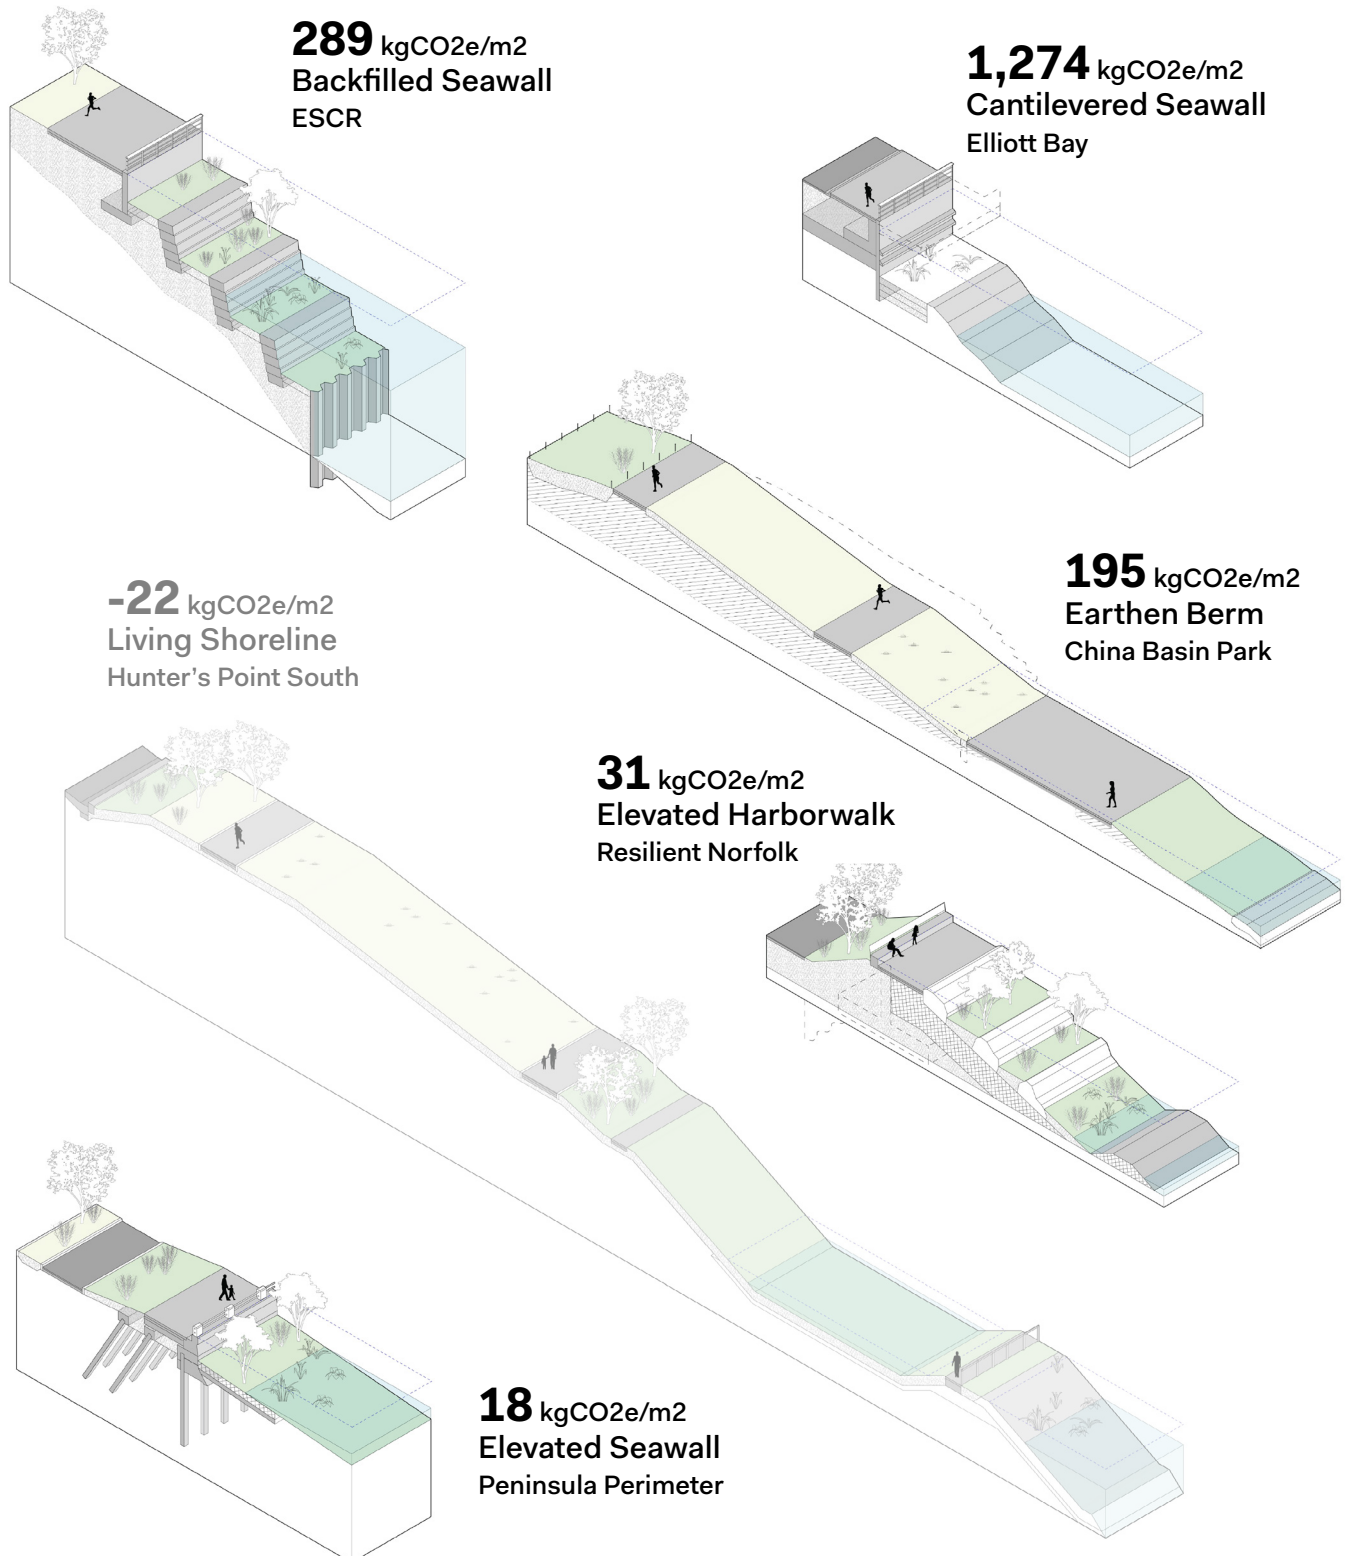 289 kgCO2e/m2
Backfilled Seawall
ESCR
1,274 kgCO2e/m2
Cantilevered Seawall
Elliott Bay
195 kgCO2e/m2
Earthen Berm
China Basin Park
-22 kgCO2e/m2
Living Shoreline
Hunter’s Point South
31 kgCO2e/m2
Elevated Harborwalk
Resilient Norfolk
18 kgCO2e/m2
Elevated Seawall
Peninsula Perimeter